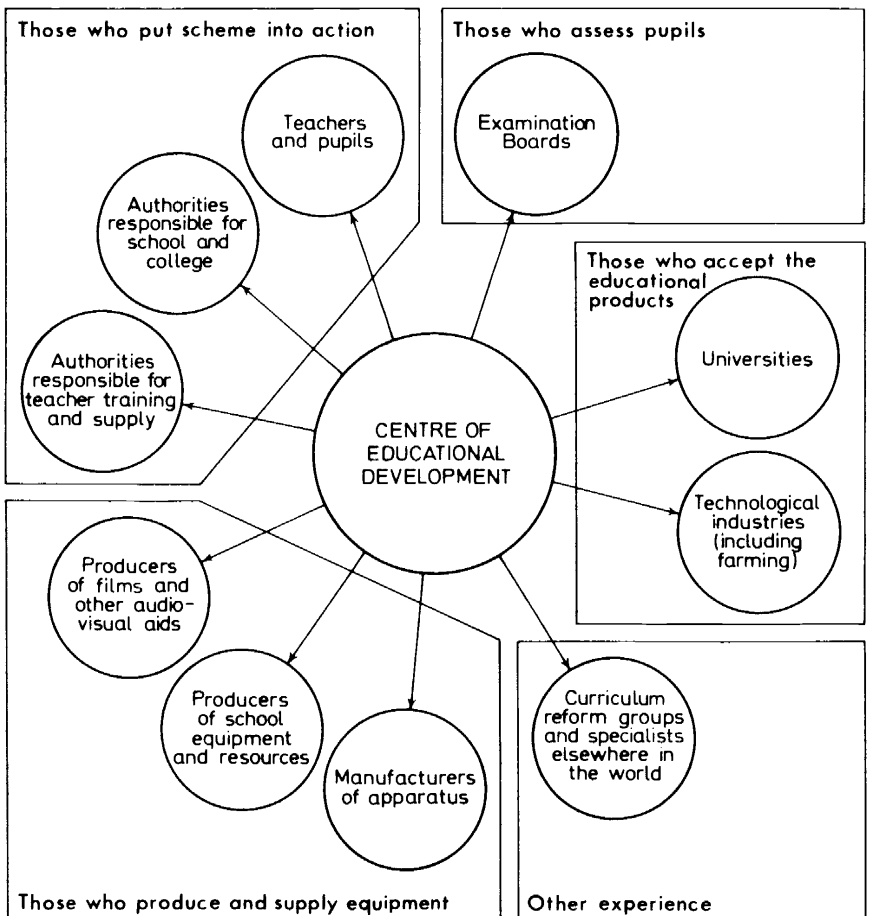 Those who put scheme into action
Teachers
and pupils
Authorities
responsible for
school and
college
Authorities
responsible for
teacher training
and supply
Those who assess pupils
Examination
Boards
Those who accept the
educational
products
Universities
Technological
industries
(including
farming)
CENTRE OF
EDUCATIONAL
DEVELOPMENT
Producers
of films and
other audio-
visual aids
Producers
of school
equipment
and resources
Manufacturers
of apparatus
Those who produce and supply equipment
Curriculum
reform groups
and specialists
elsewhere in
the world
Other experience